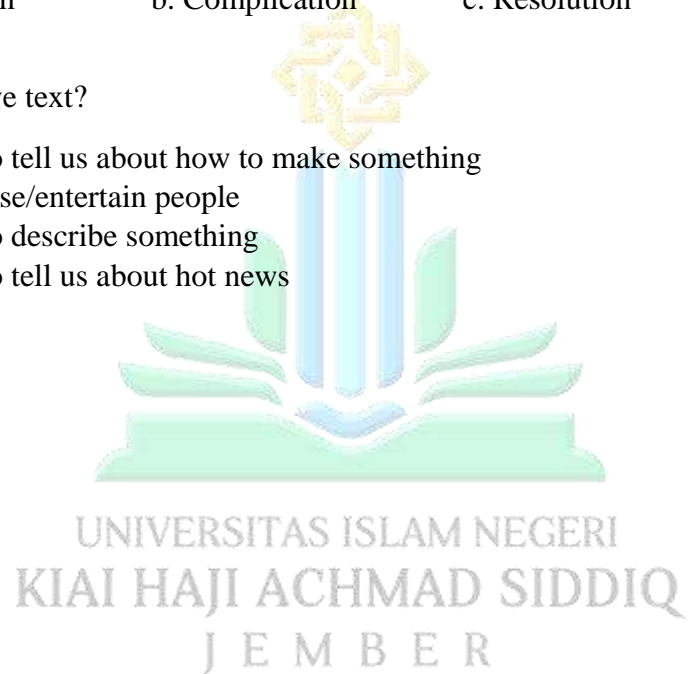 b. Complication c. Resolution
text?
tell us about how to make something
se/entertain people
describe something
tell us about hot news
UNIVERSITAS ISLAM NEGERI
KIAI HAJI ACHMAD SIDDIQ
J E M B E R